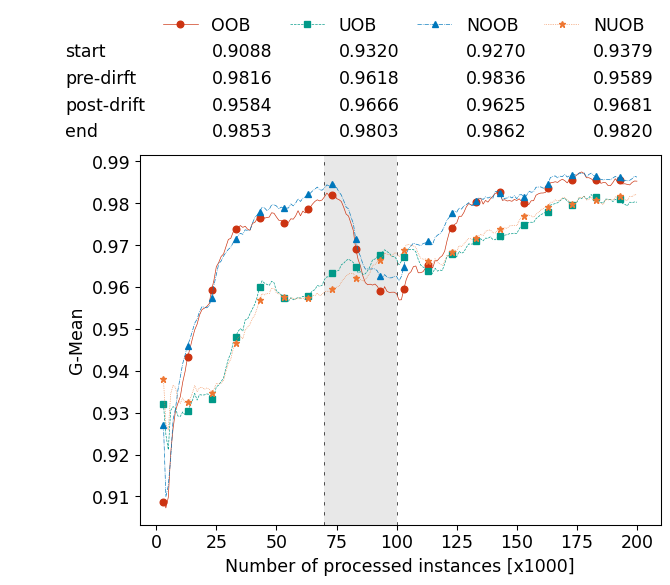 OOB UOB NOOB NUOB
start 0.9088 0.9320 0.9270 0.9379
pre-dirft 0.9816 0.9618 0.9836 0.9589
post-drift 0.9584 0.9666 0.9625 0.9681
end 0.9853 0.9803 0.9862 0.9820
0.99
0.98
0.97
0.96
0.95
0.94
0.93
0.92
0.91
G-Mean
0 25 50 75 100 125 150 175 200
Number of processed instances [x1000]